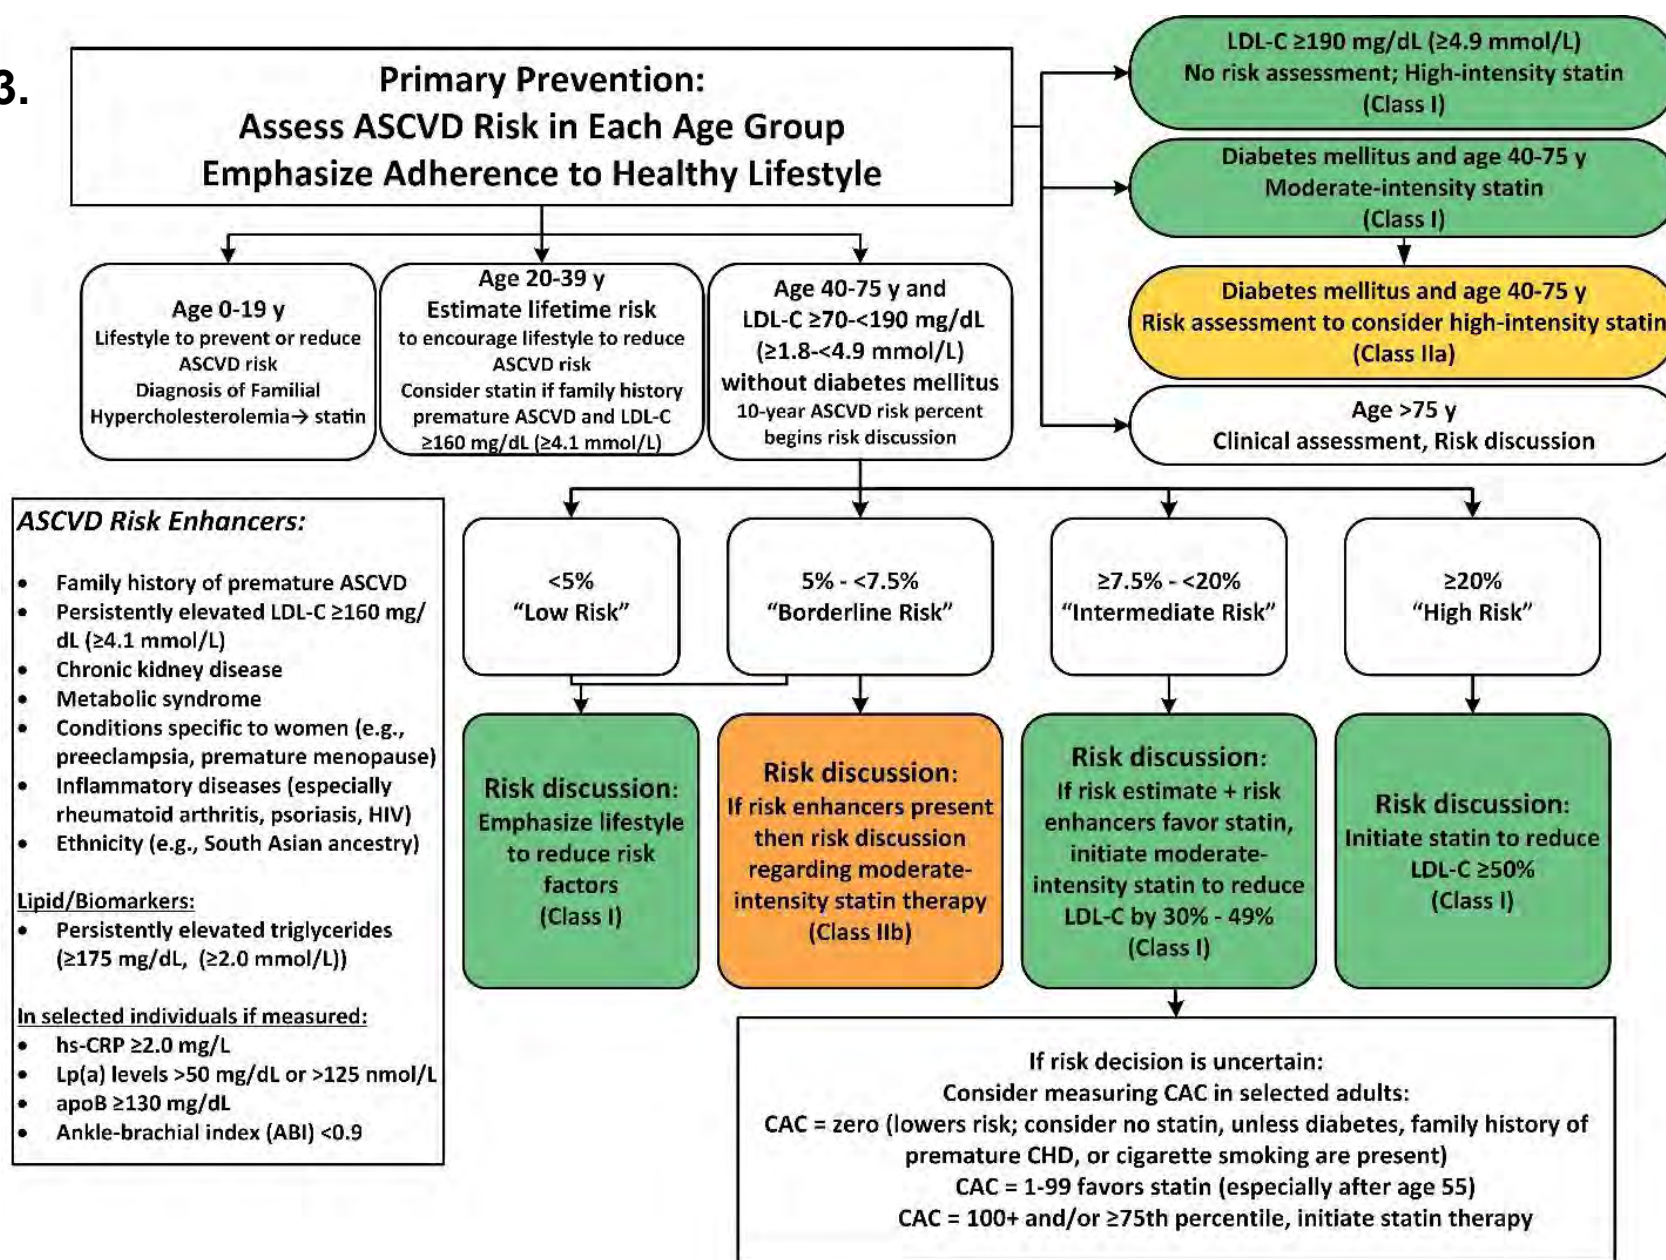 3.
Primary Prevention:
Assess ASCVD Risk in Each Age Group
Emphasize Adherence to Healthy Lifestyle
LDL-C ≥190 mg/dL (≥4.9 mmol/L)
No risk assessment; High-intensity statin
(Class I)
Diabetes mellitus and age 40-75 y
Moderate-intensity statin
(Class I)
Diabetes mellitus and age 40-75 y
Risk assessment to consider high-intensity statin
(Class IIa)
Age >75 y
Clinical assessment, Risk discussion
Age 0-19 y
Lifestyle to prevent or reduce
ASCVD risk
Diagnosis of Familial
Hypercholesterolemia→ statin
Age 20-39 y
Estimate lifetime risk
to encourage lifestyle to reduce
ASCVD risk
Consider statin if family history
premature ASCVD and LDL-C
≥160 mg/dL (≥4.1 mmol/L)
Age 40-75 y and
LDL-C ≥70-<190 mg/dL
(≥1.8-<4.9 mmol/L)
without diabetes mellitus
10-year ASCVD risk percent
begins risk discussion
ASCVD Risk Enhancers:
• Family history of premature ASCVD
• Persistently elevated LDL-C ≥160 mg/
dL (≥4.1 mmol/L)
• Chronic kidney disease
• Metabolic syndrome
• Conditions specific to women (e.g.,
preeclampsia, premature menopause)
• Inflammatory diseases (especially
rheumatoid arthritis, psoriasis, HIV)
• Ethnicity (e.g., South Asian ancestry)
Lipid/Biomarkers:
• Persistently elevated triglycerides
(≥175 mg/dL, (≥2.0 mmol/L))
In selected individuals if measured:
• hs-CRP ≥2.0 mg/L
• Lp(a) levels >50 mg/dL or >125 nmol/L
• apoB ≥130 mg/dL
• Ankle-brachial index (ABI) <0.9
<5%
“Low Risk”
5% - <7.5%
“Borderline Risk”
≥7.5% - <20%
“Intermediate Risk”
≥20%
“High Risk”
Risk discussion:
Emphasize lifestyle
to reduce risk
factors
(Class I)
Risk discussion:
If risk enhancers present
then risk discussion
regarding moderate-
intensity statin therapy
(Class IIb)
Risk discussion:
If risk estimate + risk
enhancers favor statin,
initiate moderate-
intensity statin to reduce
LDL-C by 30% - 49%
(Class I)
Risk discussion:
Initiate statin to reduce
LDL-C ≥50%
(Class I)
If risk decision is uncertain:
Consider measuring CAC in selected adults:
CAC = zero (lowers risk; consider no statin, unless diabetes, family history of
premature CHD, or cigarette smoking are present)
CAC = 1-99 favors statin (especially after age 55)
CAC = 100+ and/or ≥75th percentile, initiate statin therapy